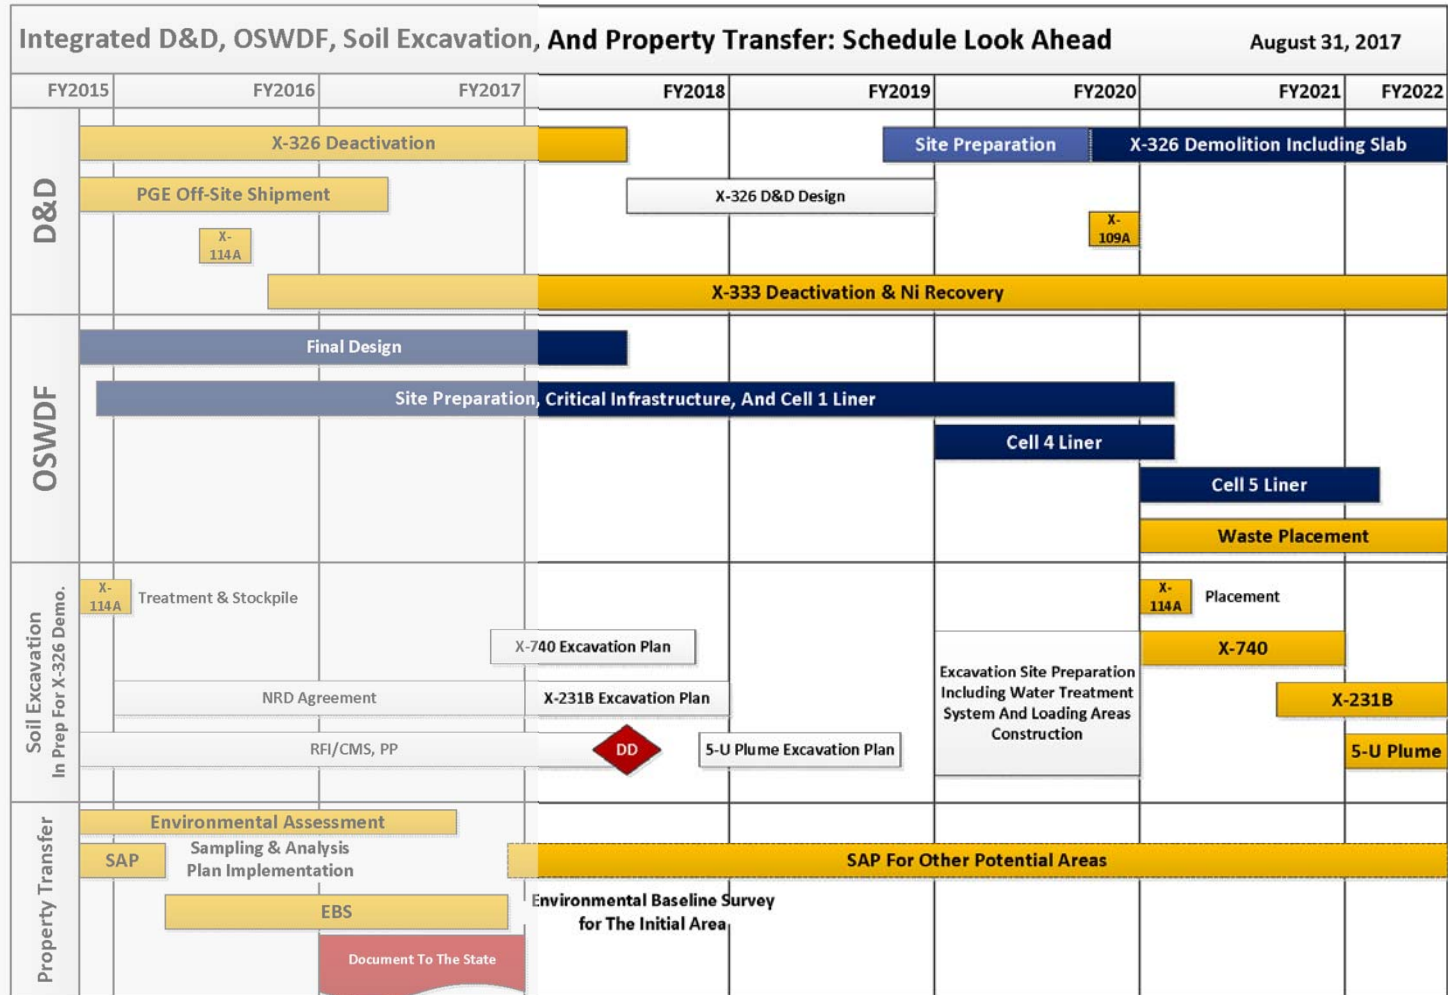 Integrated D&D, OSWDF, Soil Excavation, And Property Transfer: Schedule Look Ahead
August 31, 2017
FY2015
FY2016
FY2017
FY2018
FY2019
FY2020
FY2021
FY2022
D&D
X-326 Deactivation
Site Preparation
X-326 Demolition Including Slab
PGE Off-Site Shipment
X-326 D&D Design
X-
114A
X-
109A
X-333 Deactivation & Ni Recovery
OSWDF
Final Design
Site Preparation, Critical Infrastructure, And Cell 1 Liner
Cell 4 Liner
Cell 5 Liner
Waste Placement
Soil Excavation
In Prep For X-326 Demo.
X-
114A
Treatment & Stockpile
X-
114A
Placement
X-740 Excavation Plan
X-740
Excavation Site Preparation
Including Water Treatment
System And Loading Areas
Construction
NRD Agreement
X-231B Excavation Plan
X-231B
RFI/CMS, PP
DD
5-U Plume Excavation Plan
5-U Plume
Property Transfer
Environmental Assessment
SAP
Sampling & Analysis
Plan Implementation
SAP For Other Potential Areas
EBS
Environmental Baseline Survey
for The Initial Area
Document To The State